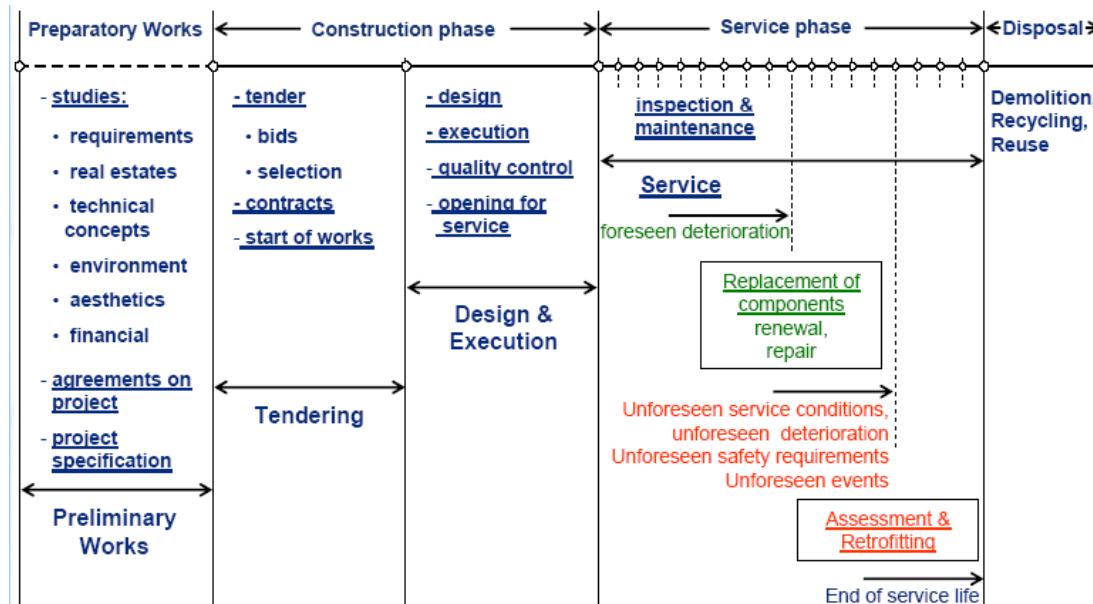 Preparatory Works
Construction phase
Service phase
Disposal
- studies:
• requirements
• real estates
• technical
concepts
• environment
• aesthetics
• financial
- agreements on
project
- project
specification
Preliminary
Works
- tender
• bids
• selection
- contracts
- start of works
Tendering
- design
- execution
- quality control
- opening for
service
Design &
Execution
inspection &
maintenance
Service
foreseen deterioration
Replacement of
components
renewal,
repair
Unforeseen service conditions,
unforeseen deterioration
Unforeseen safety requirements
Unforeseen events
Assessment &
Retrofitting
End of service life
Demolition,
Recycling,
Reuse